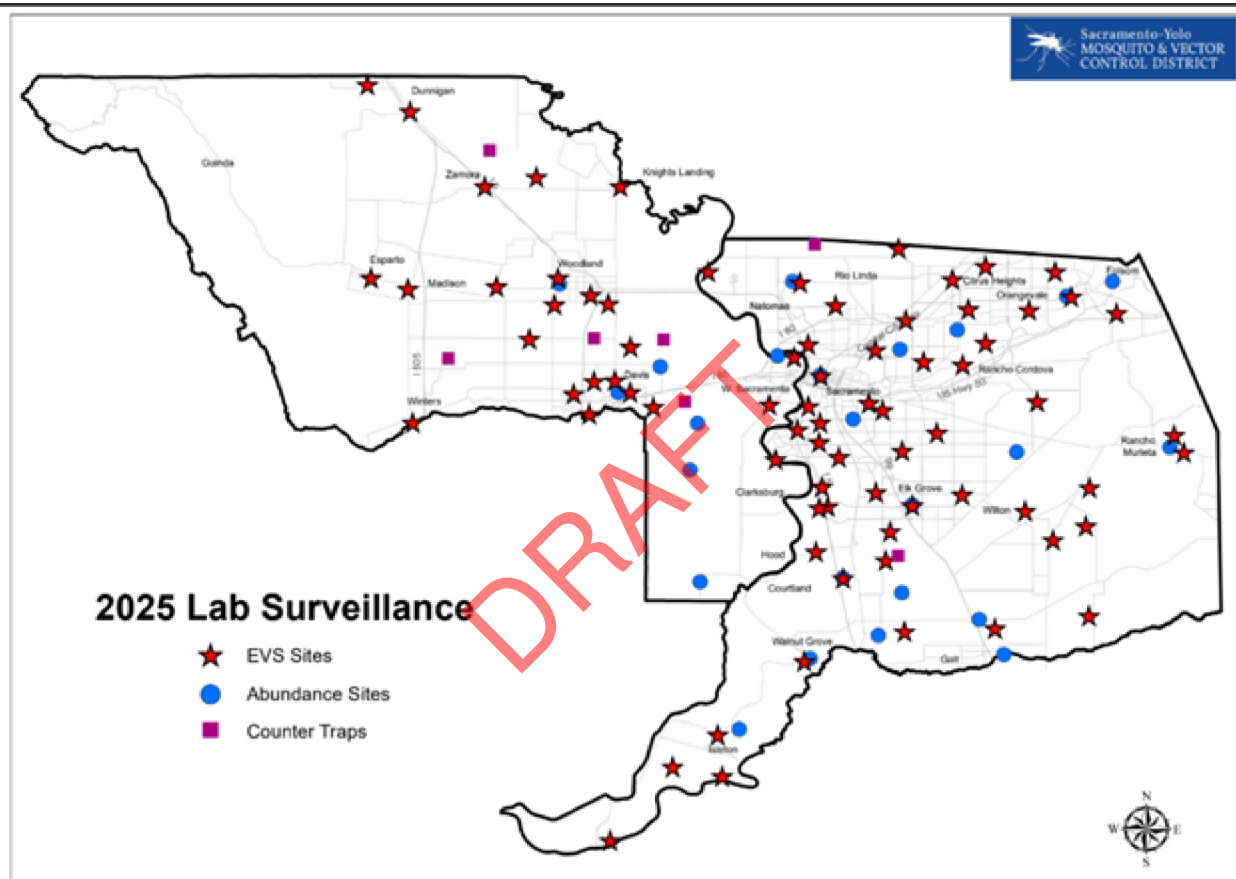 Sacramento-Yolo
MOSQUITO & VECTOR
CONTROL DISTRICT
Dunnigan
Guinda
Zamora
Knights Landing
Esparto
Madison
Woodland
Rio Linda
Citrus Heights
Folsom
Orangevale
Natomas
I 80
I 505
Davis
W. Sacramento
Sacramento
Rancho Cordova
US Hwy 50
Winters
Rancho
Murieta
Clarksburg
Elk Grove
Wilton
Hood
Courtland
Walnut Grove
Galt
Isleton
DRAFT
2025 Lab Surveillance
EVS Sites
Abundance Sites
Counter Traps
N
W
E
S